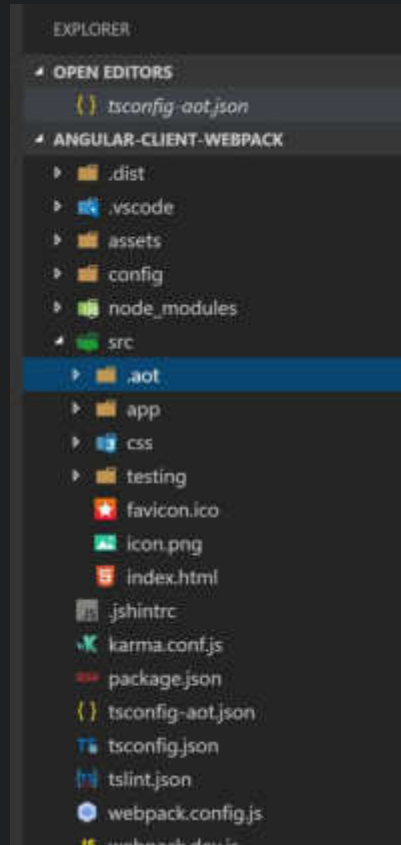 EXPLORER
OPEN EDITORS
{ } tsconfig-aot.json
ANGULAR-CLIENT-WEBPACK
.dist
.vscode
assets
config
node_modules
src
.aot
app
css
testing
favicon.ico
icon.png
index.html
.jshintrc
karma.conf.js
package.json
{ } tsconfig-aot.json
tsconfig.json
tslint.json
webpack.config.js